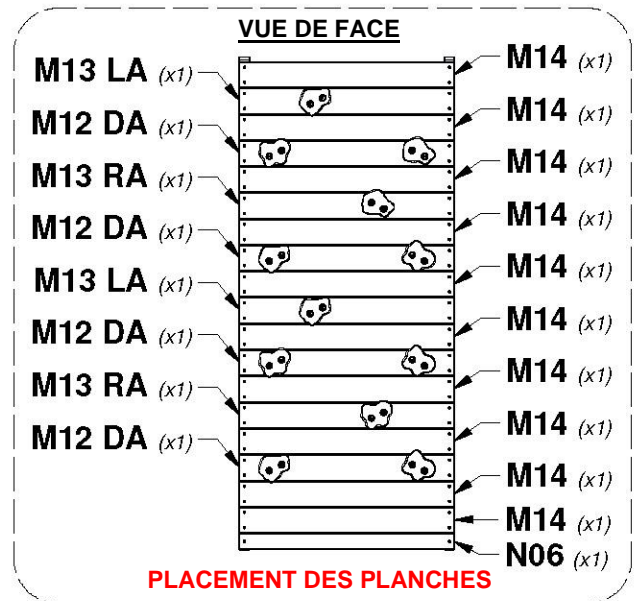 VUE DE FACE
M13 LA (x1)
M12 DA (x1)
M13 RA (x1)
M12 DA (x1)
M13 LA (x1)
M12 DA (x1)
M13 RA (x1)
M12 DA (x1)
M14 (x1)
M14 (x1)
M14 (x1)
M14 (x1)
M14 (x1)
M14 (x1)
M14 (x1)
M14 (x1)
M14 (x1)
M14 (x1)
N06 (x1)
PLACEMENT DES PLANCHES